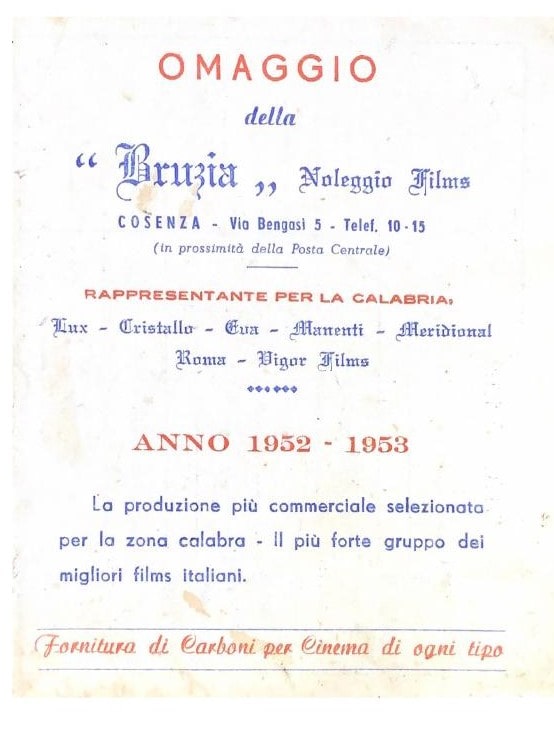 OMAGGIO
della
“ Bruzia „ Noleggio Films
COSENZA - Via Bengasi 5 - Telef. 10-15
(in prossimità della Posta Centrale)
RAPPRESENTANTE PER LA CALABRIA,
Lux - Cristallo - Eva - Manenti - Meridional
Roma - Vigor Films
ANNO 1952 - 1953
La produzione più commerciale selezionata
per la zona calabra - Il più forte gruppo dei
migliori films italiani.
Fornitura di Carboni per Cinema di ogni tipo